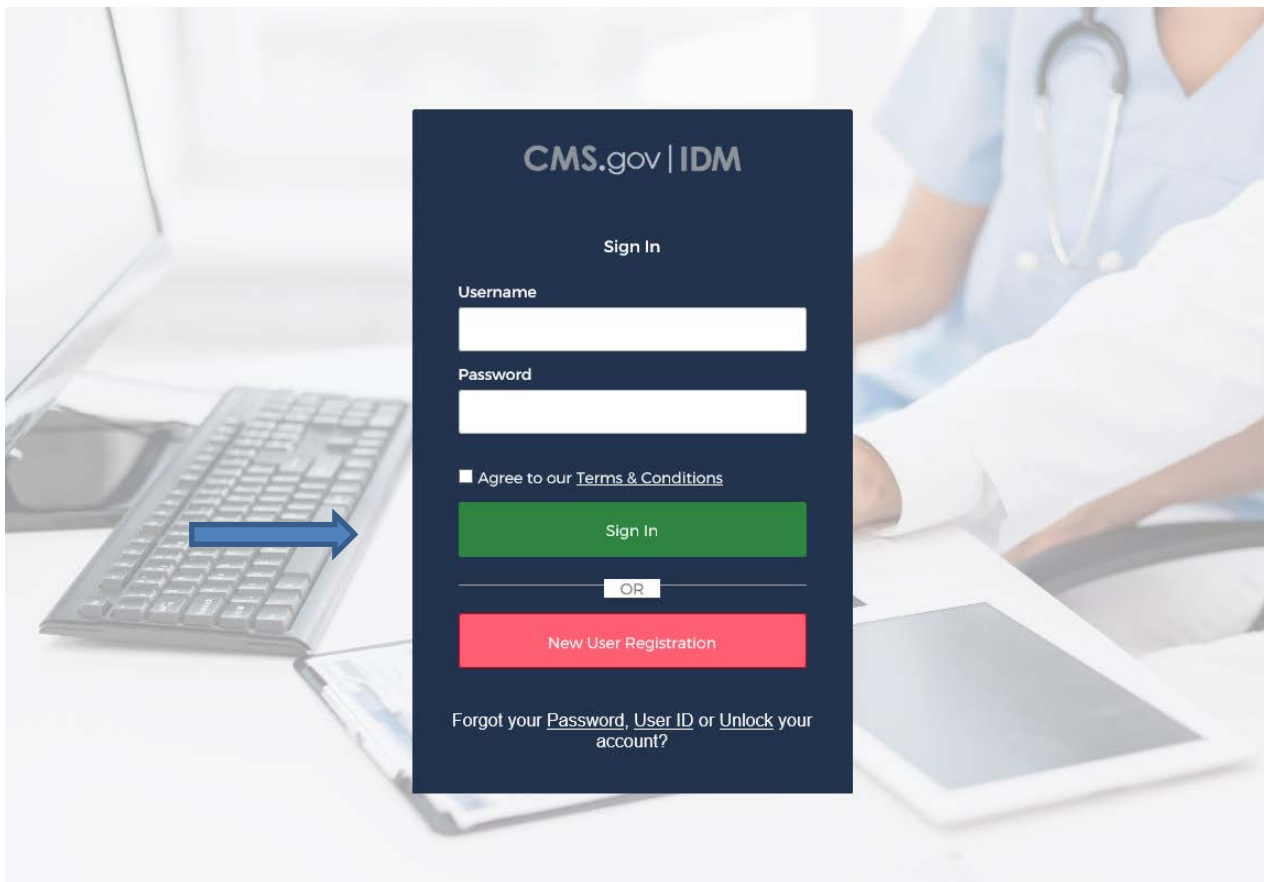 CMS.gov | IDM
Sign In
Username
Password
Agree to our Terms & Conditions
Sign In
OR
New User Registration
Forgot your Password, User ID or Unlock your
account?